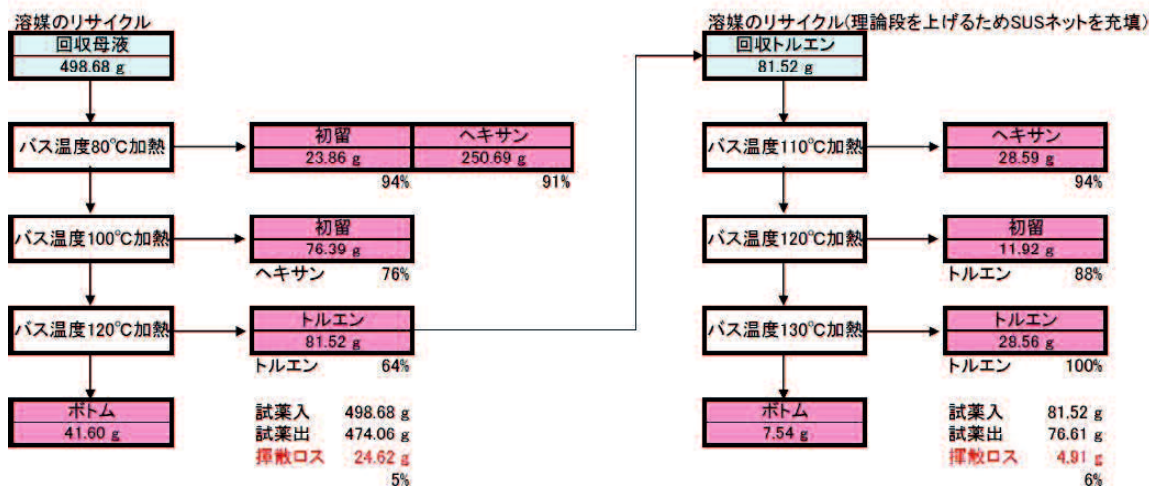 溶媒のリサイクル
回収母液
498.68 g
バス温度80℃加熱
初留 ヘキサン
23.86 g 250.69 g
94% 91%
バス温度100℃加熱
初留
76.39 g
ヘキサン 76%
バス温度120℃加熱
トルエン
81.52 g
トルエン 64%
ボトム
41.60 g
試薬入 498.68 g
試薬出 474.06 g
揮散ロス 24.62 g
5%
溶媒のリサイクル(理論段を上げるためSUSネットを充填)
回収トルエン
81.52 g
バス温度110℃加熱
ヘキサン
28.59 g
94%
バス温度120℃加熱
初留
11.92 g
トルエン 88%
バス温度130℃加熱
トルエン
28.56 g
トルエン 100%
ボトム
7.54 g
試薬入 81.52 g
試薬出 76.61 g
揮散ロス 4.91 g
6%